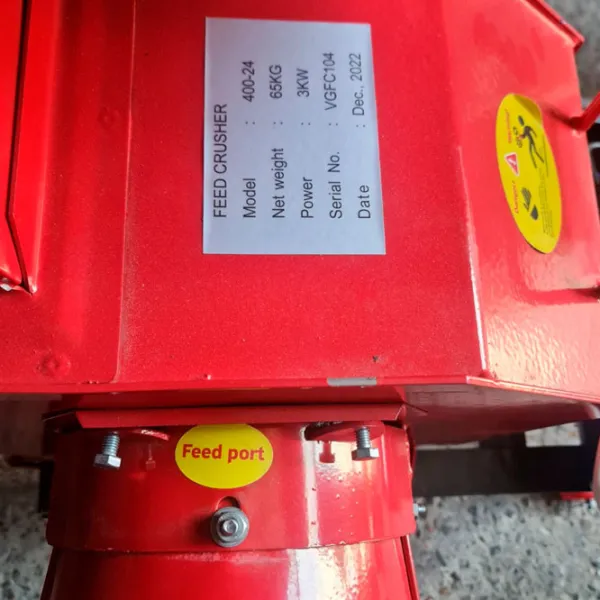 FEED CRUSHER
Model : 400-24
Net weight : 65KG
Power : 3KW
Serial No. : VGFC104
Date : Dec., 2022
Feed port